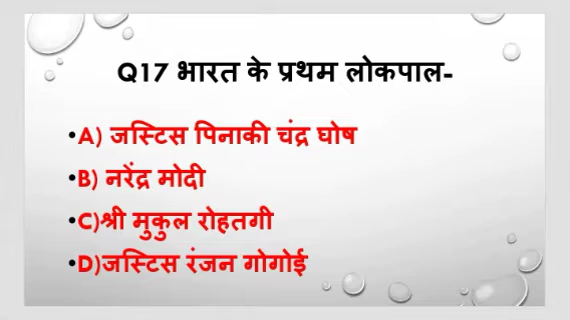 Q17 भारत के प्रथम लोकपाल-
•A) जस्टिस पिनाकी चंद्र घोष
•B) नरेंद्र मोदी
•C)श्री मुकुल रोहतगी
•D)जस्टिस रंजन गोगोई